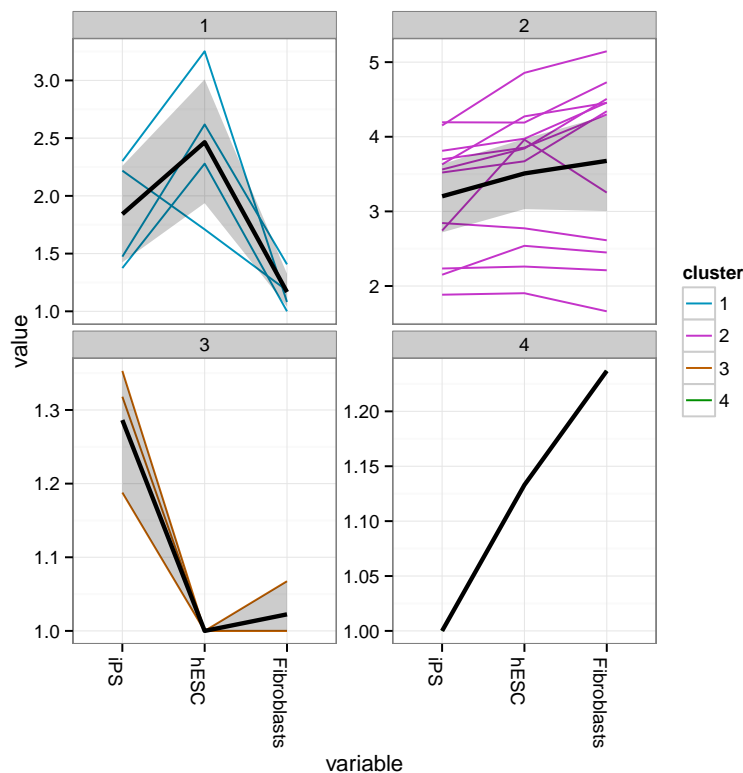 1
2
3.0
2.5
2.0
1.5
1.0
5
4
3
2
value
3
4
1.3
1.2
1.1
1.0
1.20
1.15
1.10
1.05
1.00
iPS
hESC
Fibroblasts
iPS
hESC
Fibroblasts
variable
cluster
1
2
3
4